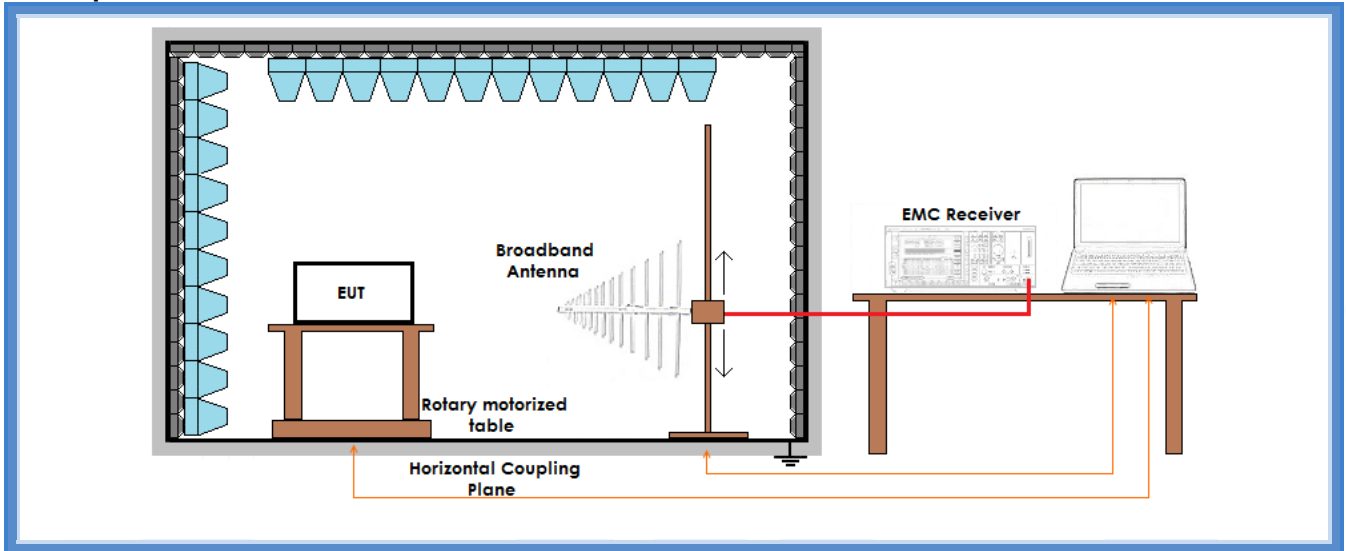 EMC Receiver
Broadband
Antenna
EUT
Rotary motorized
table
Horizontal Coupling
Plane